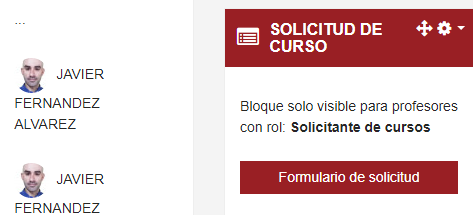 ...
JAVIER
FERNANDEZ
ALVAREZ
JAVIER
FERNANDEZ
SOLICITUD DE
CURSO
Bloque solo visible para profesores
con rol: Solicitante de cursos
Formulario de solicitud